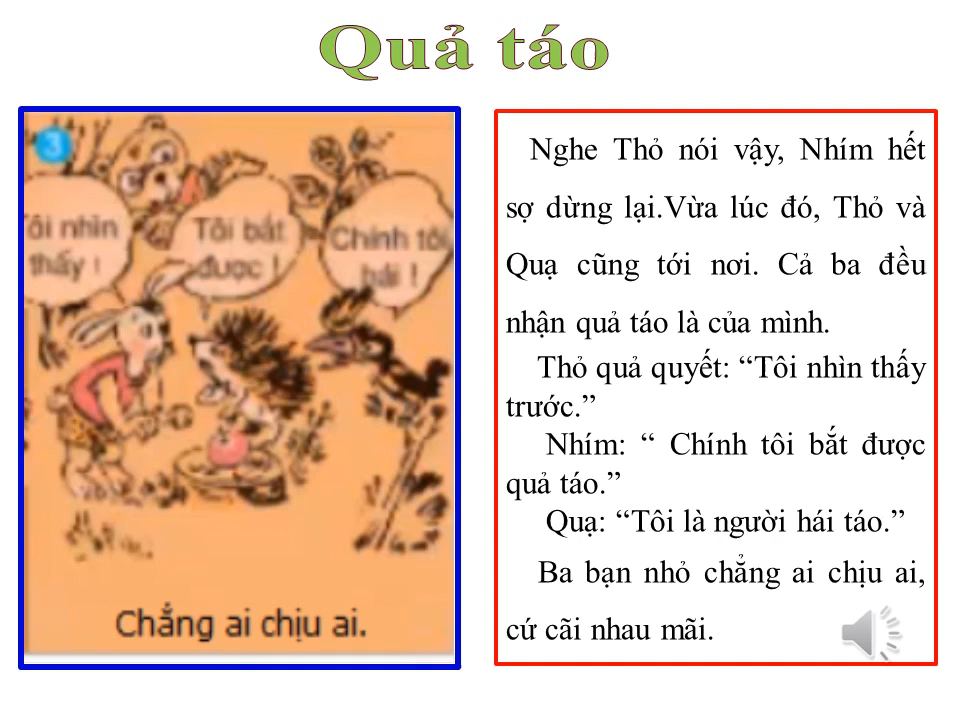 Quả táo
3
Tôi nhìn
thấy !
Tôi bắt
được !
Chính tôi
hái !
Chẳng ai chịu ai.
Nghe Thỏ nói vậy, Nhím hết
sợ dừng lại.Vừa lúc đó, Thỏ và
Quạ cũng tới nơi. Cả ba đều
nhận quả táo là của mình.
Thỏ quả quyết: “Tôi nhìn thấy
trước.”
Nhím: “ Chính tôi bắt được
quả táo.”
Quạ: “Tôi là người hái táo.”
Ba bạn nhỏ chẳng ai chịu ai,
cứ cãi nhau mãi.